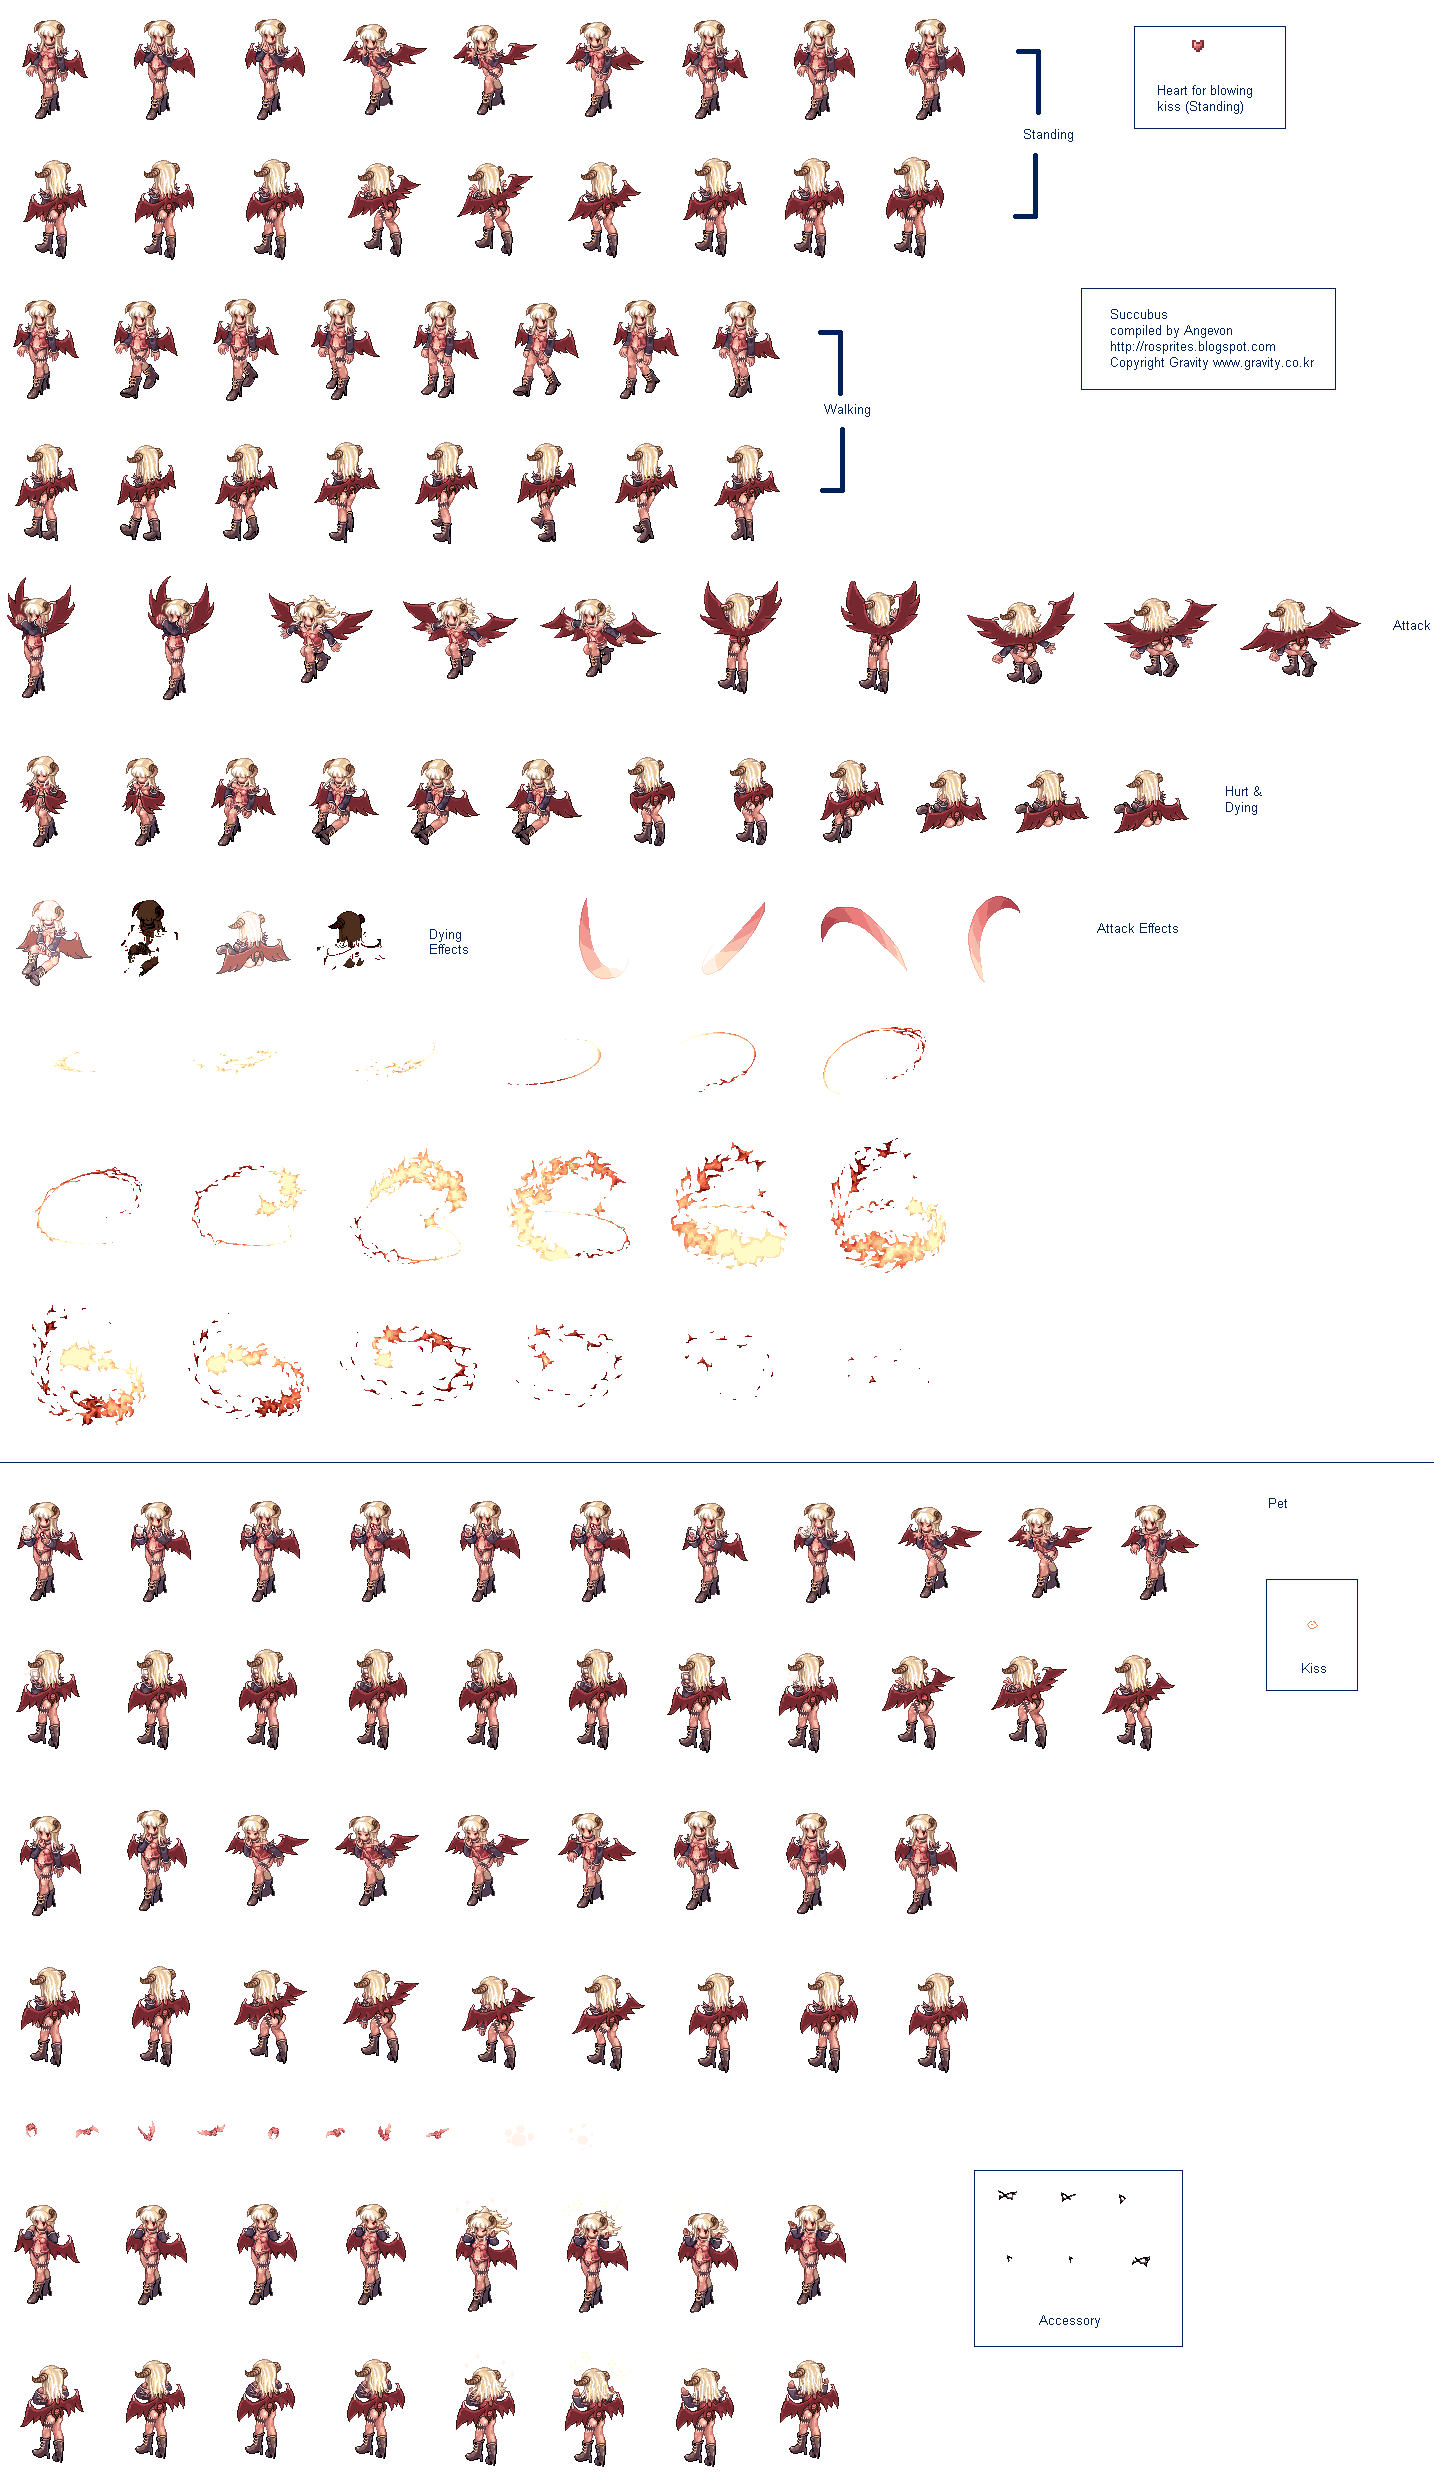 Heart for blowing
kiss (Standing)
Standing
Succubus
compiled by Angevon
http://rosprites.blogspot.com
Copyright Gravity www.gravity.co.kr
Walking
Attack
Hurt &
Dying
Dying
Effects
Attack Effects
Pet
Kiss
Accessory